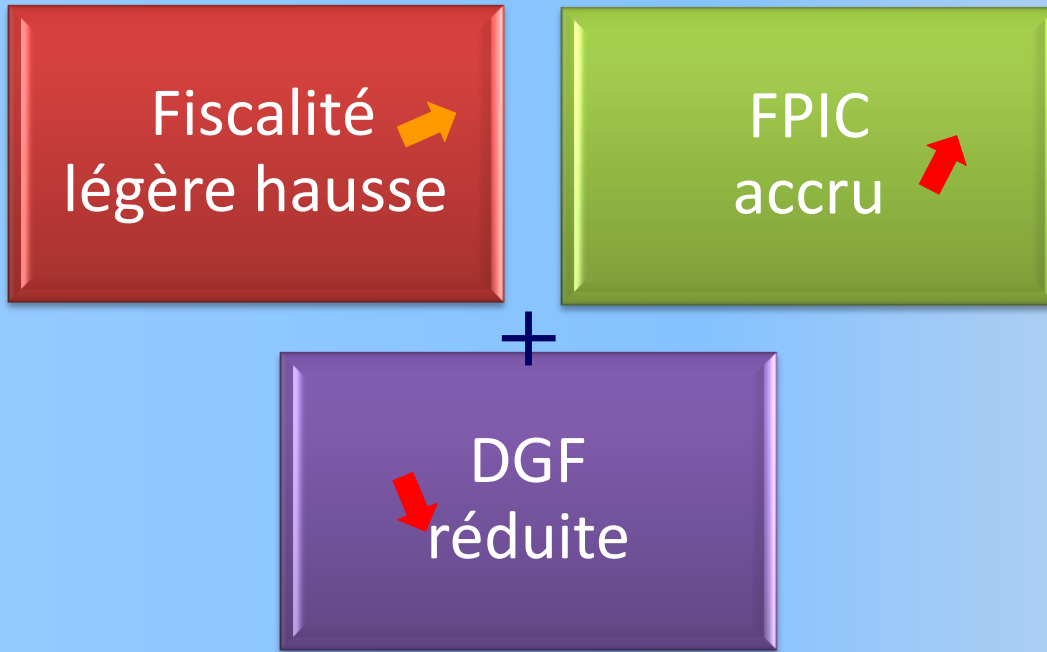 Fiscalité
légère hausse
FPIC
accru
+
DGF
réduite